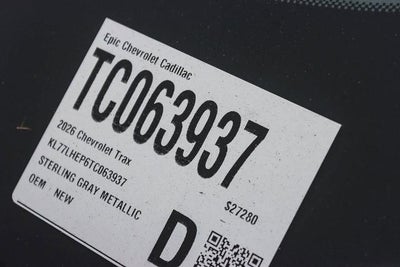 Epic Chevrolet Cadillac
TC063937
2026 Chevrolet Trax
$27280
KL77LHEP6TC063937
STERLING GRAY METALLIC
OEM NEW
D